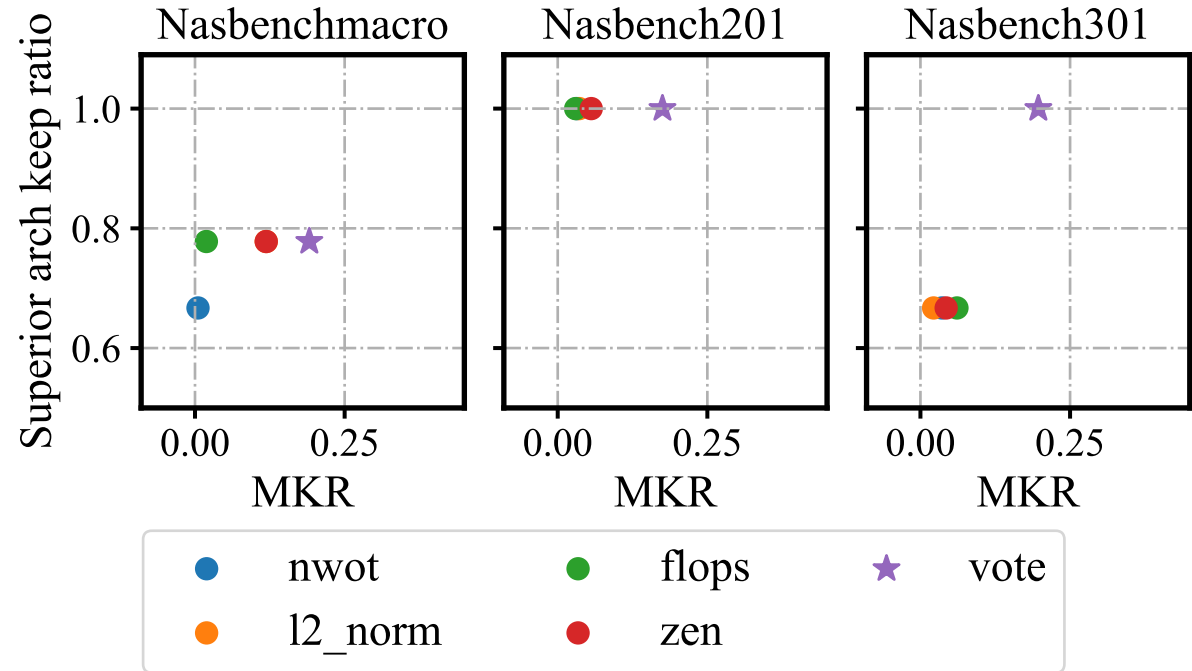 Nasbenchmacro Nasbench201 Nasbench301
Superior arch keep ratio
1.0
0.8
0.6
0.00 0.25 0.00 0.25 0.00 0.25
MKR MKR MKR
nwot flops vote
l2_norm zen